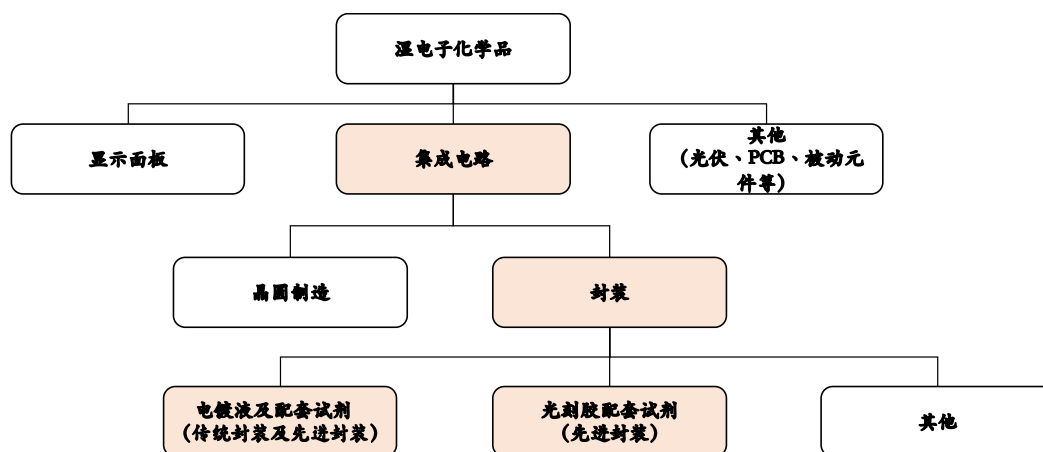 湿电子化学品
显示面板
集成电路
其他
(光伏、PCB、被动元
件等)
晶圆制造
封装
电镀液及配套试剂
(传统封装及先进封装)
光刻胶配套试剂
(先进封装)
其他